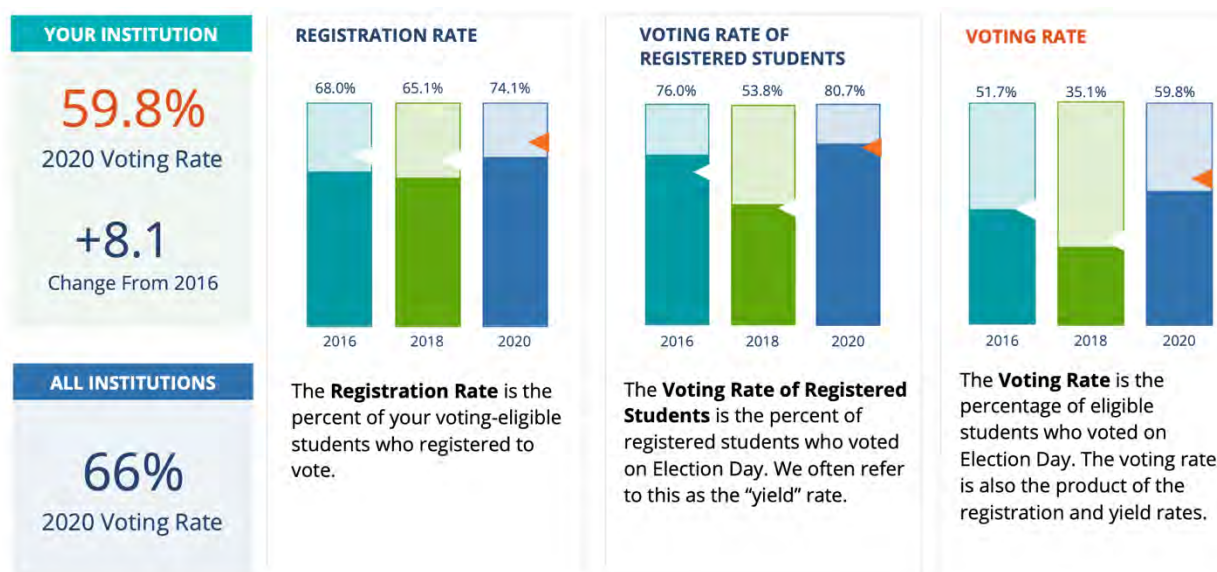 YOUR INSTITUTION
59.8%
2020 Voting Rate
+8.1
Change From 2016
ALL INSTITUTIONS
66%
2020 Voting Rate
REGISTRATION RATE
68.0% 65.1% 74.1%
2016 2018 2020
The Registration Rate is the
percent of your voting-eligible
students who registered to
vote.
VOTING RATE OF
REGISTERED STUDENTS
76.0% 53.8% 80.7%
2016 2018 2020
The Voting Rate of Registered
Students is the percent of
registered students who voted
on Election Day. We often refer
to this as the “yield” rate.
VOTING RATE
51.7% 35.1% 59.8%
2016 2018 2020
The Voting Rate is the
percentage of eligible
students who voted on
Election Day. The voting rate
is also the product of the
registration and yield rates.